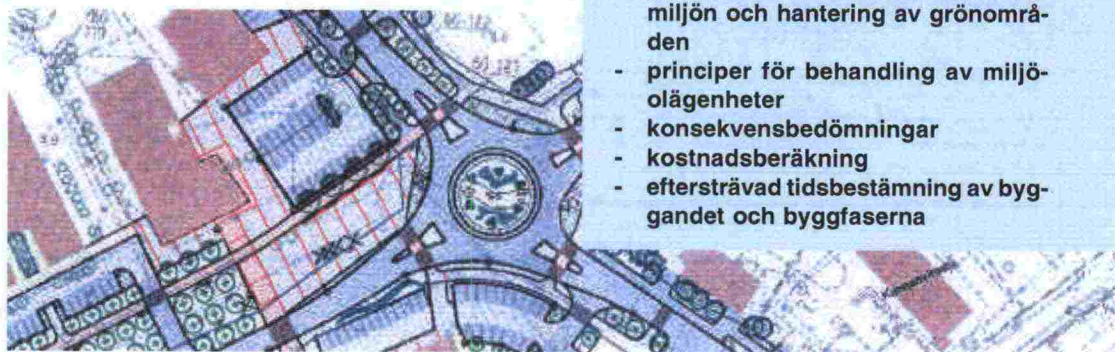 miljön och hantering av grönområ-
den
- principer för behandling av miljö-
olägenheter
- konsekvensbedömningar
- kostnadsberäkning
- eftersträvad tidsbestämning av byg-
gandet och byggfaserna